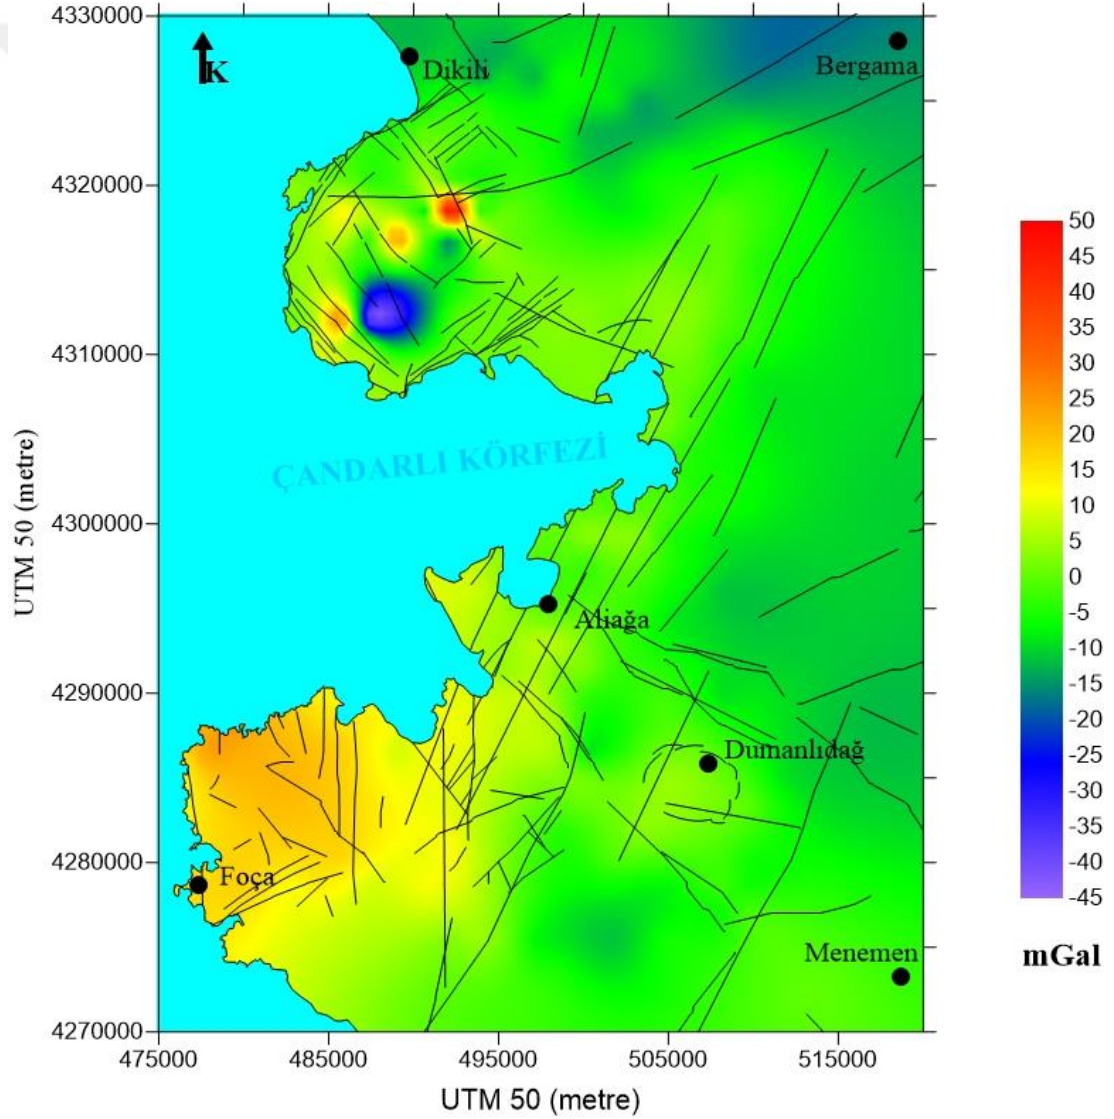 4330000
K
Dikili
Bergama
4320000
4310000
ÇANDARLI KÖRFEZİ
4300000
Aliağa
4290000
Dumanlıdağ
4280000
Foça
Menemen
4270000
475000
485000
495000
505000
515000
UTM 50 (metre)
UTM 50 (metre)
50
45
40
35
30
25
20
15
10
5
0
-5
-10
-15
-20
-25
-30
-35
-40
-45
mGal